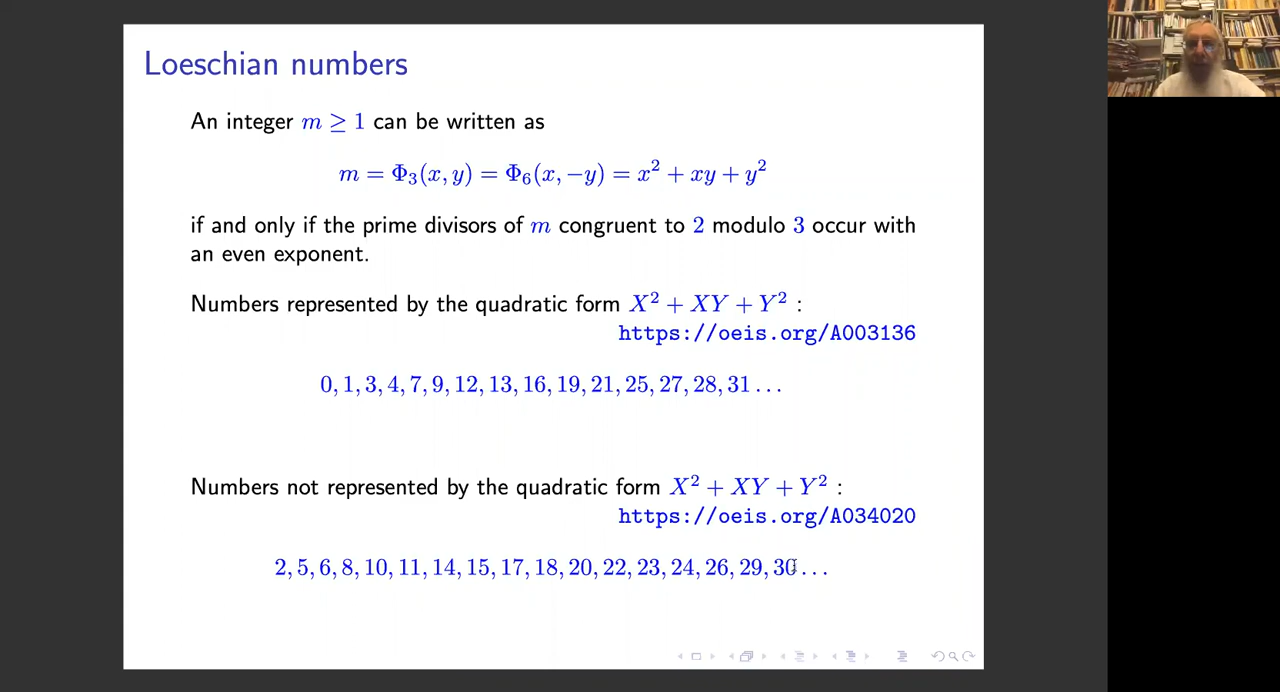 Loeschian numbers
An integer m ≥ 1 can be written as
m = Φ₃(x, y) = Φ₆(x, −y) = x² + xy + y²
if and only if the prime divisors of m congruent to 2 modulo 3 occur with
an even exponent.
Numbers represented by the quadratic form X² + XY + Y² :
https://oeis.org/A003136
0, 1, 3, 4, 7, 9, 12, 13, 16, 19, 21, 25, 27, 28, 31 . . .
Numbers not represented by the quadratic form X² + XY + Y² :
https://oeis.org/A034020
2, 5, 6, 8, 10, 11, 14, 15, 17, 18, 20, 22, 23, 24, 26, 29, 30 . . .